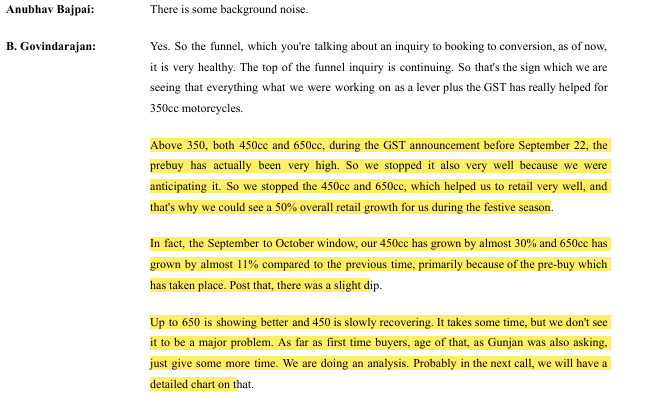 Anubhav Bajpai: There is some background noise.
B. Govindarajan: Yes. So the funnel, which you're talking about an inquiry to booking to conversion, as of now,
it is very healthy. The top of the funnel inquiry is continuing. So that's the sign which we are
seeing that everything what we were working on as a lever plus the GST has really helped for
350cc motorcycles.
Above 350, both 450cc and 650cc, during the GST announcement before September 22, the
prebuy has actually been very high. So we stopped it also very well because we were
anticipating it. So we stopped the 450cc and 650cc, which helped us to retail very well, and
that's why we could see a 50% overall retail growth for us during the festive season.
In fact, the September to October window, our 450cc has grown by almost 30% and 650cc has
grown by almost 11% compared to the previous time, primarily because of the pre-buy which
has taken place. Post that, there was a slight dip.
Up to 650 is showing better and 450 is slowly recovering. It takes some time, but we don't see
it to be a major problem. As far as first time buyers, age of that, as Gunjan was also asking,
just give some more time. We are doing an analysis. Probably in the next call, we will have a
detailed chart on that.